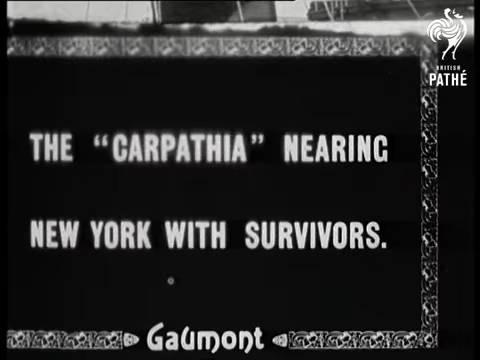 BRITISH
PATHÉ
THE "CARPATHIA" NEARING
NEW YORK WITH SURVIVORS.
Gaumont